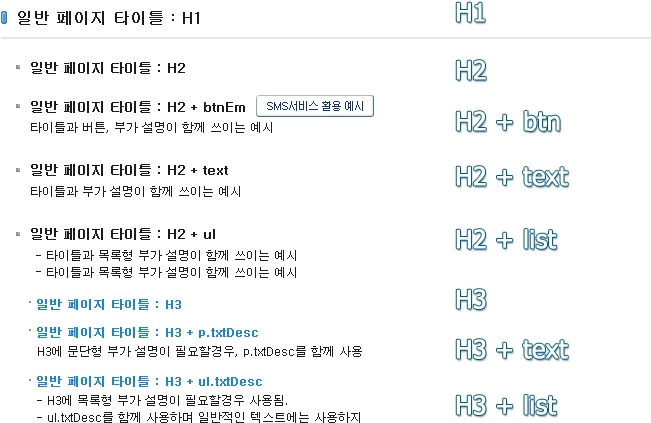 일반 페이지 타이틀 : H1 H1
일반 페이지 타이틀 : H2 H2
일반 페이지 타이틀 : H2 + btnEm SMS서비스 활용 예시 H2 + btn
타이틀과 버튼, 부가 설명이 함께 쓰이는 예시
일반 페이지 타이틀 : H2 + text H2 + text
타이틀과 부가 설명이 함께 쓰이는 예시
일반 페이지 타이틀 : H2 + ul H2 + list
- 타이틀과 목록형 부가 설명이 함께 쓰이는 예시
- 타이틀과 목록형 부가 설명이 함께 쓰이는 예시
일반 페이지 타이틀 : H3 H3
일반 페이지 타이틀 : H3 + p.txtDesc H3 + text
H3에 문단형 부가 설명이 필요할경우, p.txtDesc를 함께 사용
일반 페이지 타이틀 : H3 + ul.txtDesc H3 + list
- H3에 목록형 부가 설명이 필요할경우 사용됨.
- ul.txtDesc를 함께 사용하며 일반적인 텍스트에는 사용하지